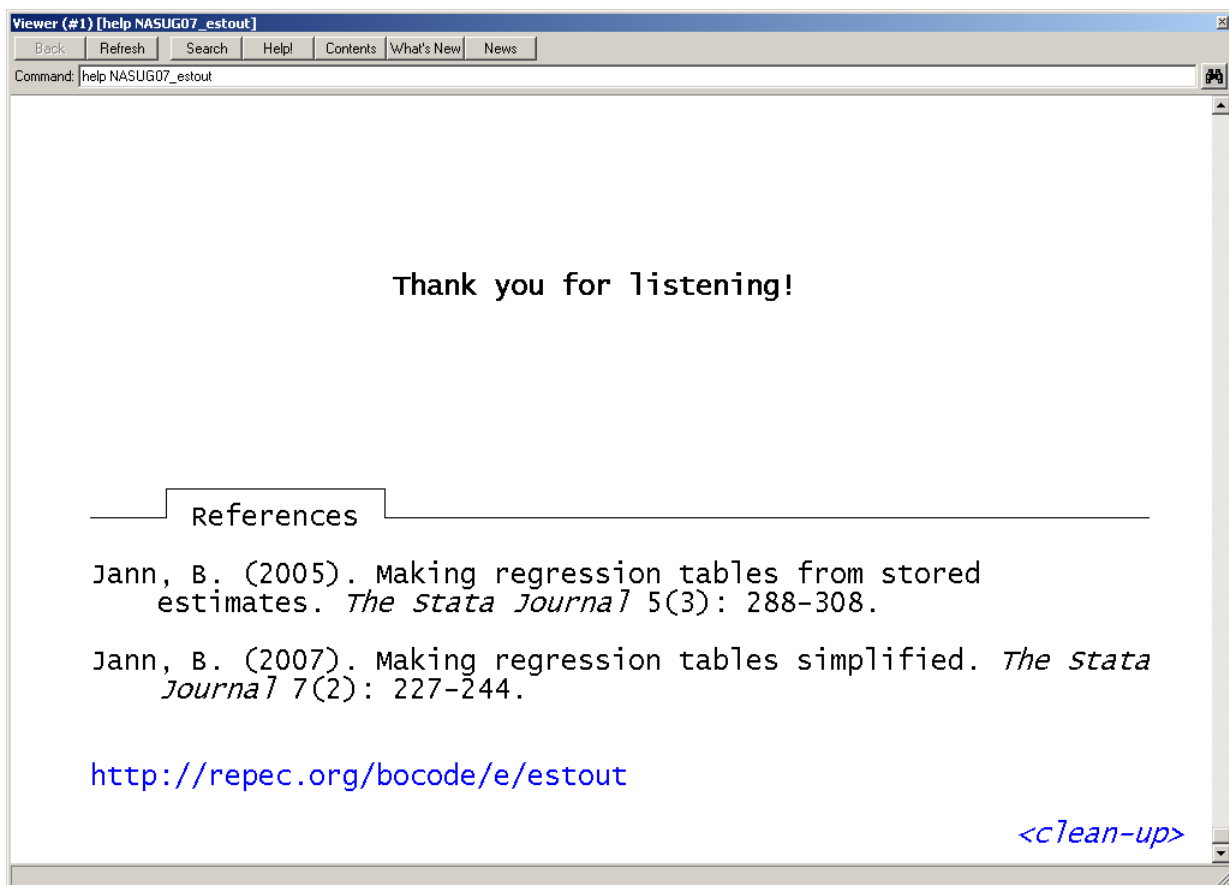 Viewer (#1) [help NASUG07_estout]
Back Refresh Search Help! Contents What's New News
Command: help NASUG07_estout
Thank you for listening!
References
Jann, B. (2005). Making regression tables from stored
estimates. The Stata Journal 5(3): 288-308.
Jann, B. (2007). Making regression tables simplified. The Stata
Journal 7(2): 227-244.
http://repec.org/bocode/e/estout
<clean-up>